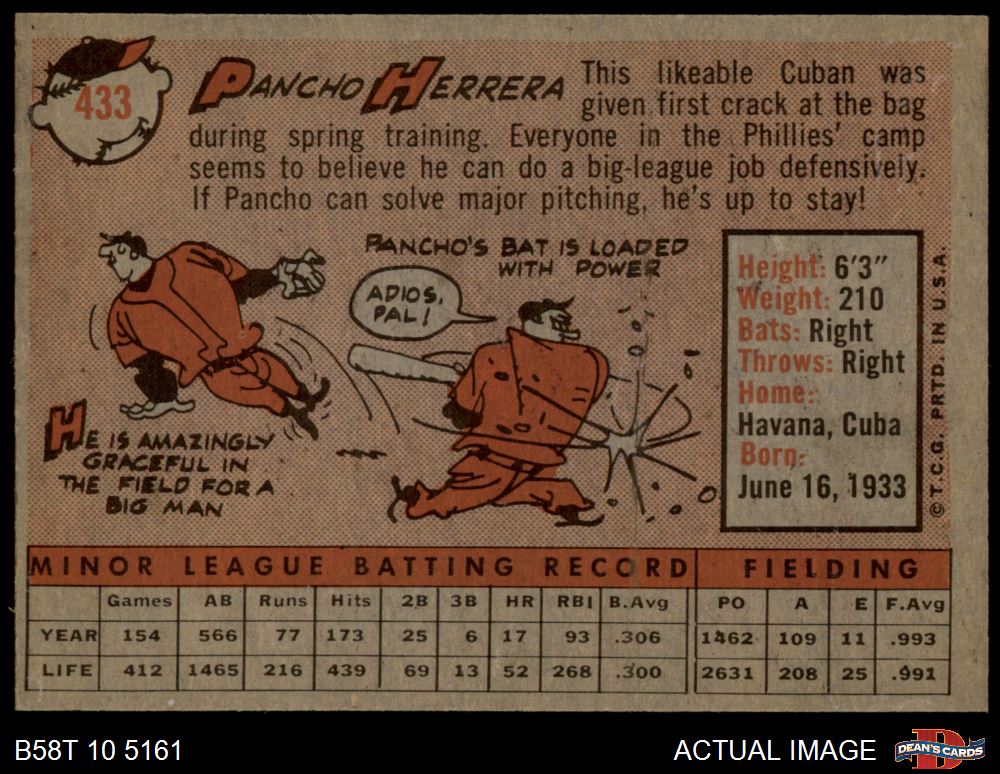 433
PANCHO HERRERA This likeable Cuban was
given first crack at the bag
during spring training. Everyone in the Phillies' camp
seems to believe he can do a big-league job defensively.
If Pancho can solve major pitching, he's up to stay!
PANCHO'S BAT IS LOADED
WITH POWER
ADIOS,
PAL!
HE IS AMAZINGLY
GRACEFUL IN
THE FIELD FOR A
BIG MAN
Height: 6'3"
Weight: 210
Bats: Right
Throws: Right
Home:
Havana, Cuba
Born:
June 16, 1933
© T.C.G. PRTD. IN U.S.A.
MINOR LEAGUE BATTING RECORD FIELDING
Games AB Runs Hits 2B 3B HR RBI B.Avg PO A E F.Avg
YEAR 154 566 77 173 25 6 17 93 .306 1462 109 11 .993
LIFE 412 1465 216 439 69 13 52 268 .300 2631 208 25 .991
B58T 10 5161 ACTUAL IMAGE DEAN'S CARDS